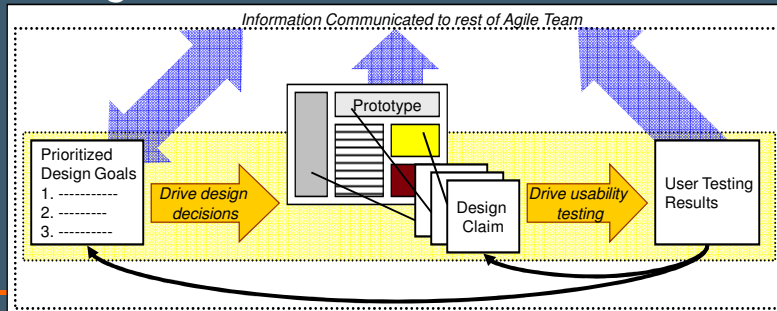 Information Communicated to rest of Agile Team
Prototype
Prioritized
Design Goals
1. -----------
2. ---------
3. ---------
Drive design
decisions
Design
Claim
Drive usability
testing
User Testing
Results